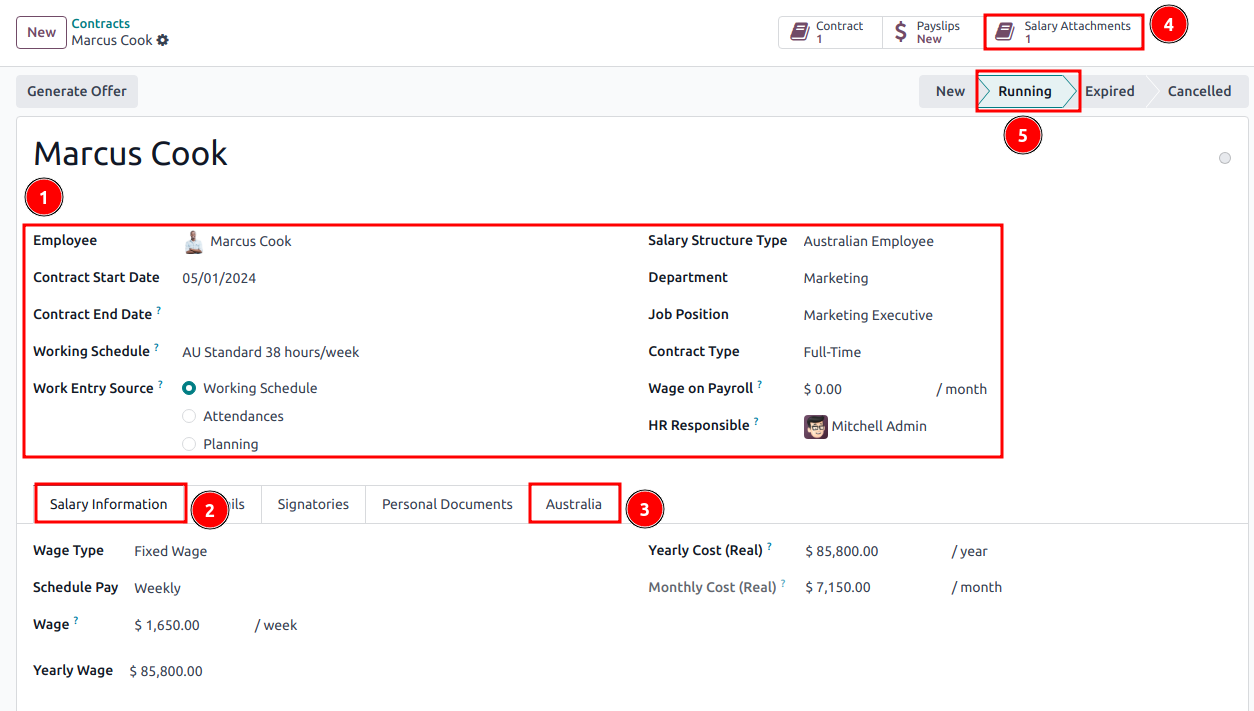 New
Contracts
Marcus Cook
Contract
1
Payslips
New
Salary Attachments
1
4
Generate Offer
New
Running
Expired
Cancelled
5
Marcus Cook
1
Employee Marcus Cook
Salary Structure Type Australian Employee
Contract Start Date 05/01/2024
Department Marketing
Contract End Date ?
Job Position Marketing Executive
Working Schedule ? AU Standard 38 hours/week
Contract Type Full-Time
Work Entry Source ? Working Schedule
Wage on Payroll ? $ 0.00 / month
Attendances
HR Responsible ? Mitchell Admin
Planning
Salary Information
2
Signatories
Personal Documents
Australia
3
Wage Type Fixed Wage
Yearly Cost (Real) ? $ 85,800.00 / year
Schedule Pay Weekly
Monthly Cost (Real) ? $ 7,150.00 / month
Wage ? $ 1,650.00 / week
Yearly Wage $ 85,800.00